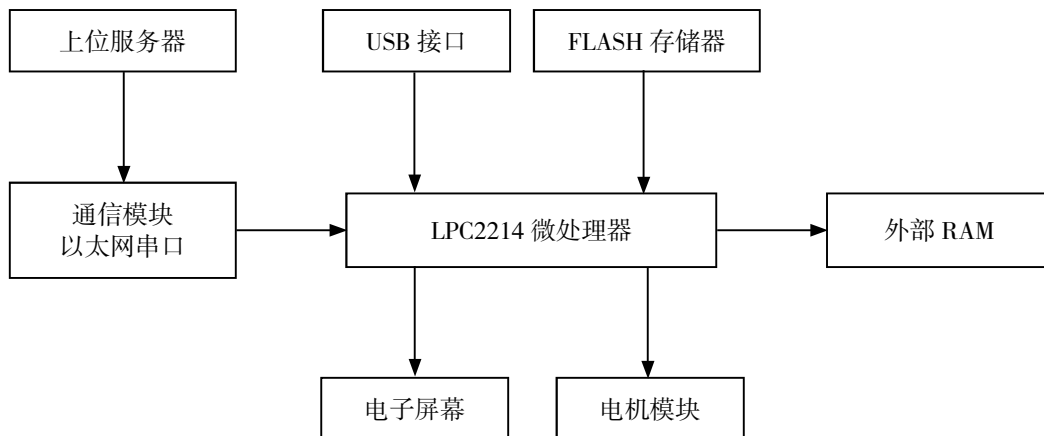 上位服务器
USB 接口
FLASH 存储器
通信模块
以太网串口
LPC2214 微处理器
外部 RAM
电子屏幕
电机模块